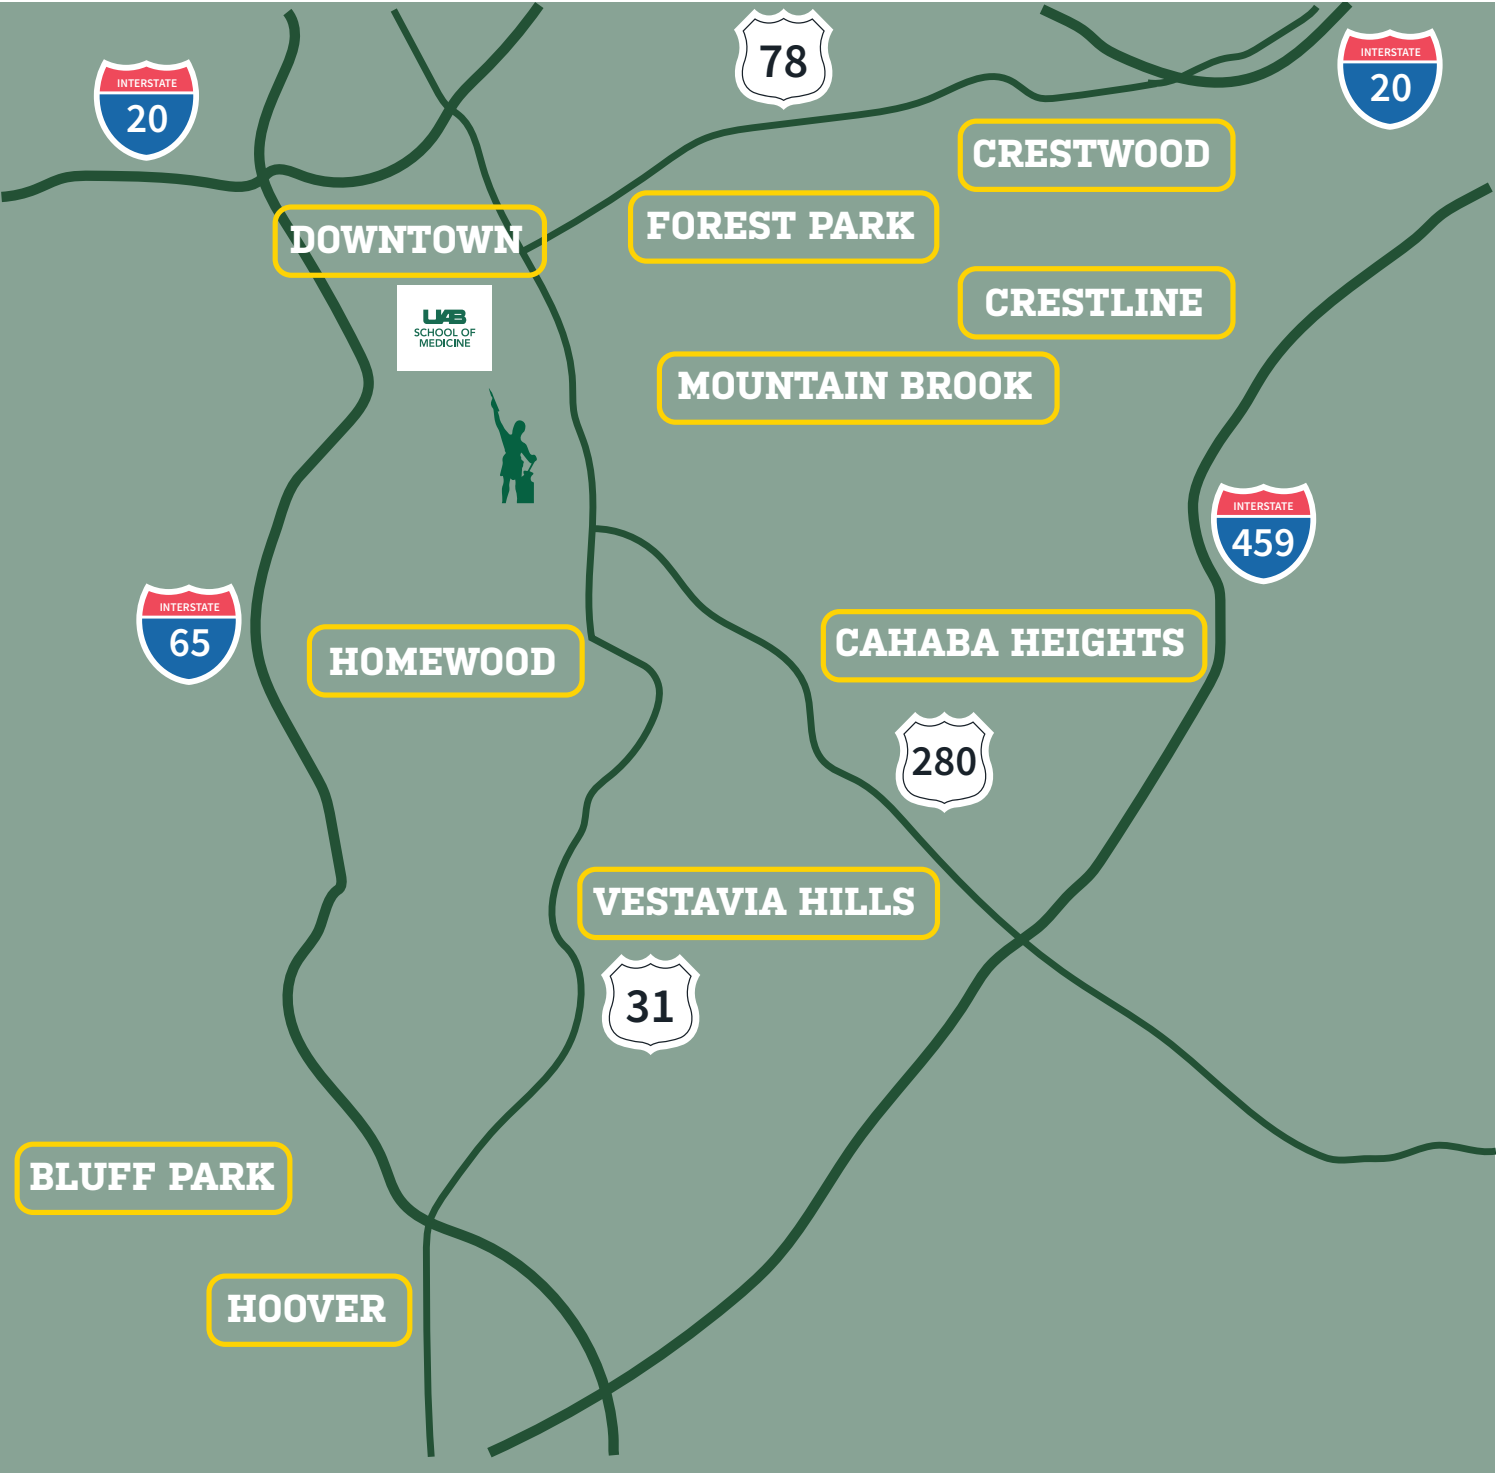 78
INTERSTATE
20
INTERSTATE
20
CRESTWOOD
FOREST PARK
DOWNTOWN
CRESTLINE
UAB
SCHOOL OF
MEDICINE
MOUNTAIN BROOK
INTERSTATE
459
INTERSTATE
65
CAHABA HEIGHTS
HOMEWOOD
280
VESTAVIA HILLS
31
BLUFF PARK
HOOVER